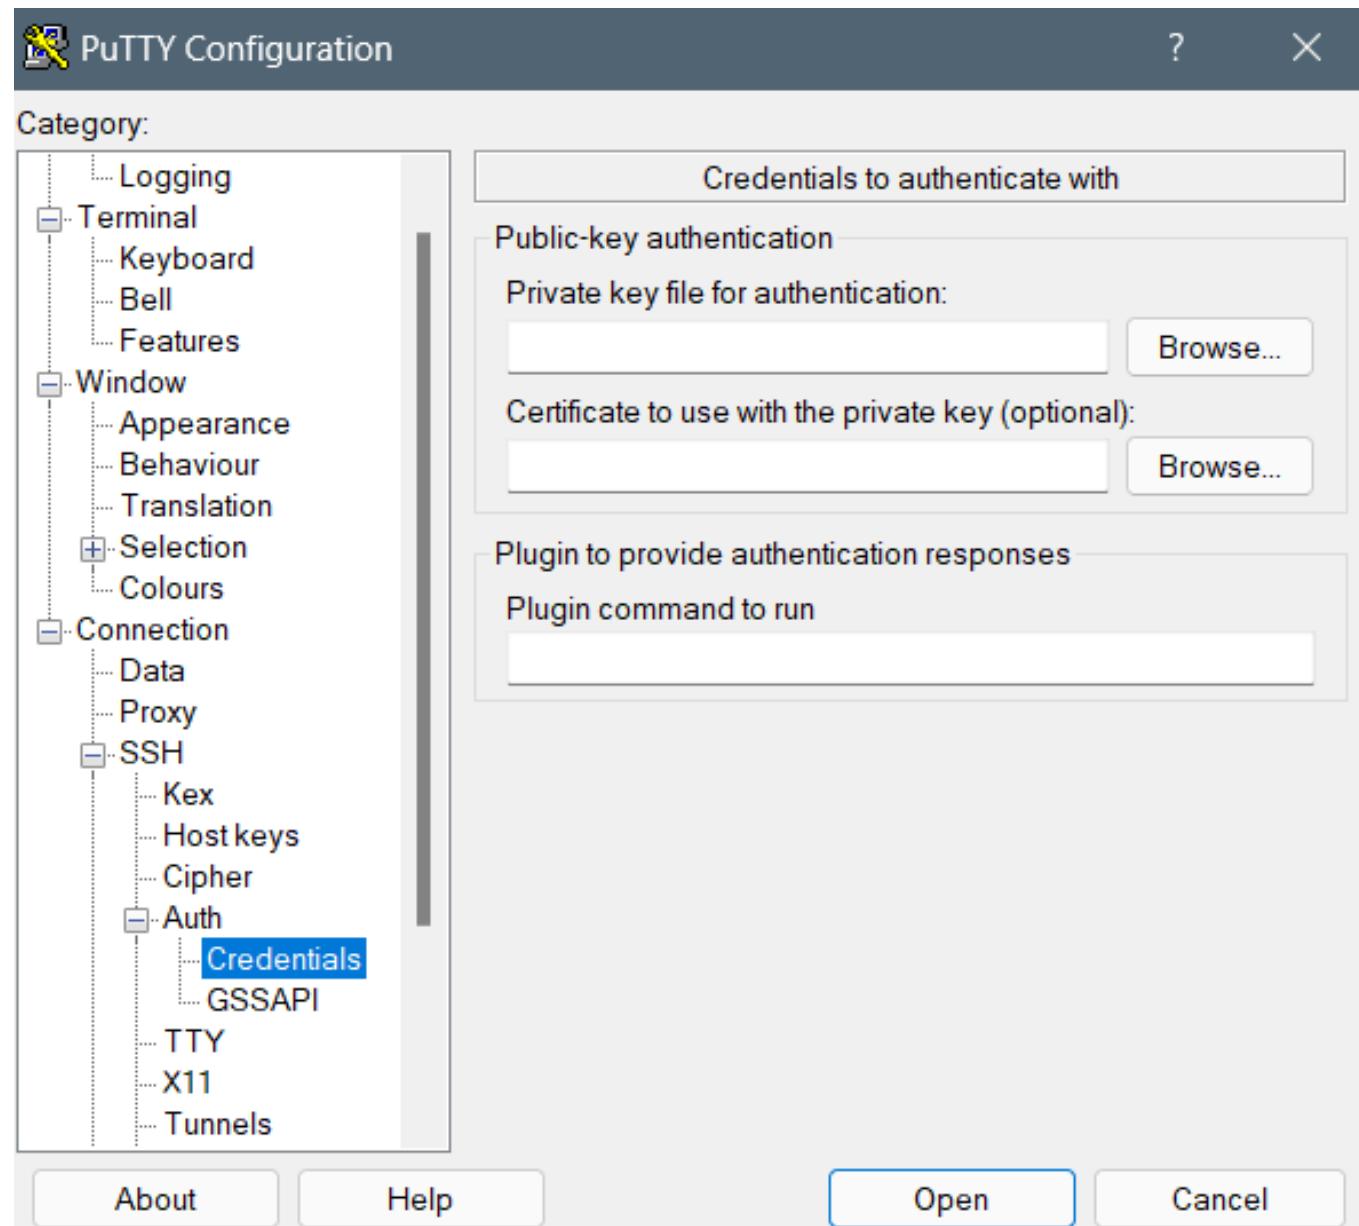 PuTTY Configuration
?
Category:
Logging
Terminal
Keyboard
Bell
Features
Window
Appearance
Behaviour
Translation
Selection
Colours
Connection
Data
Proxy
SSH
Kex
Host keys
Cipher
Auth
Credentials
GSSAPI
TTY
X11
Tunnels
Credentials to authenticate with
Public-key authentication
Private key file for authentication:
Browse...
Certificate to use with the private key (optional):
Browse...
Plugin to provide authentication responses
Plugin command to run
About
Help
Open
Cancel